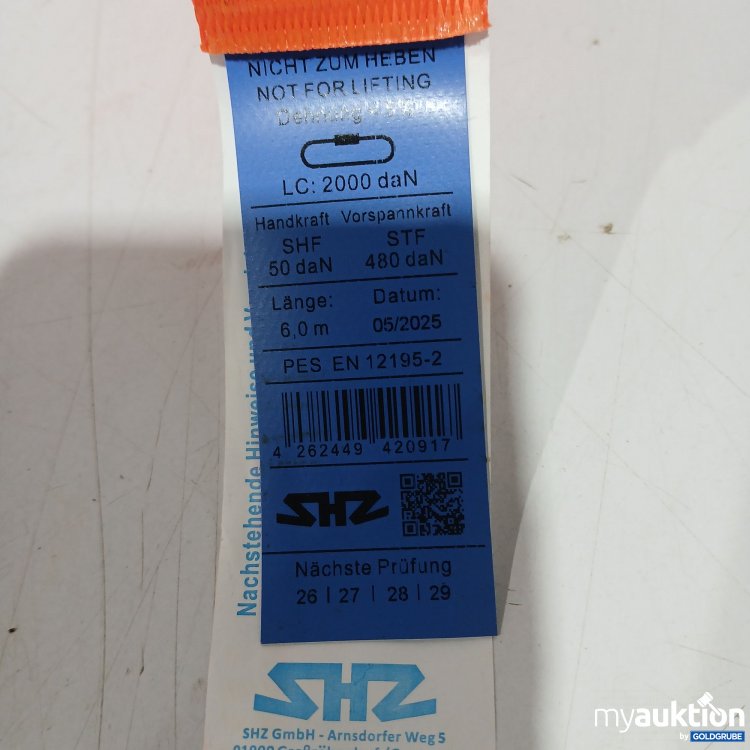 NICHT ZUM HEBEN
NOT FOR LIFTING
Dehnung
LC: 2000 daN
Handkraft Vorspannkraft
SHF STF
50 daN 480 daN
Länge: Datum:
6,0 m 05/2025
PES EN 12195-2
4 262449 420917
SHZ
Nächste Prüfung
26 | 27 | 28 | 29
Nachstehende Hinweise und
SHZ
SHZ GmbH - Arnsdorfer Weg 5
myauktion
by GOLDGRUBE